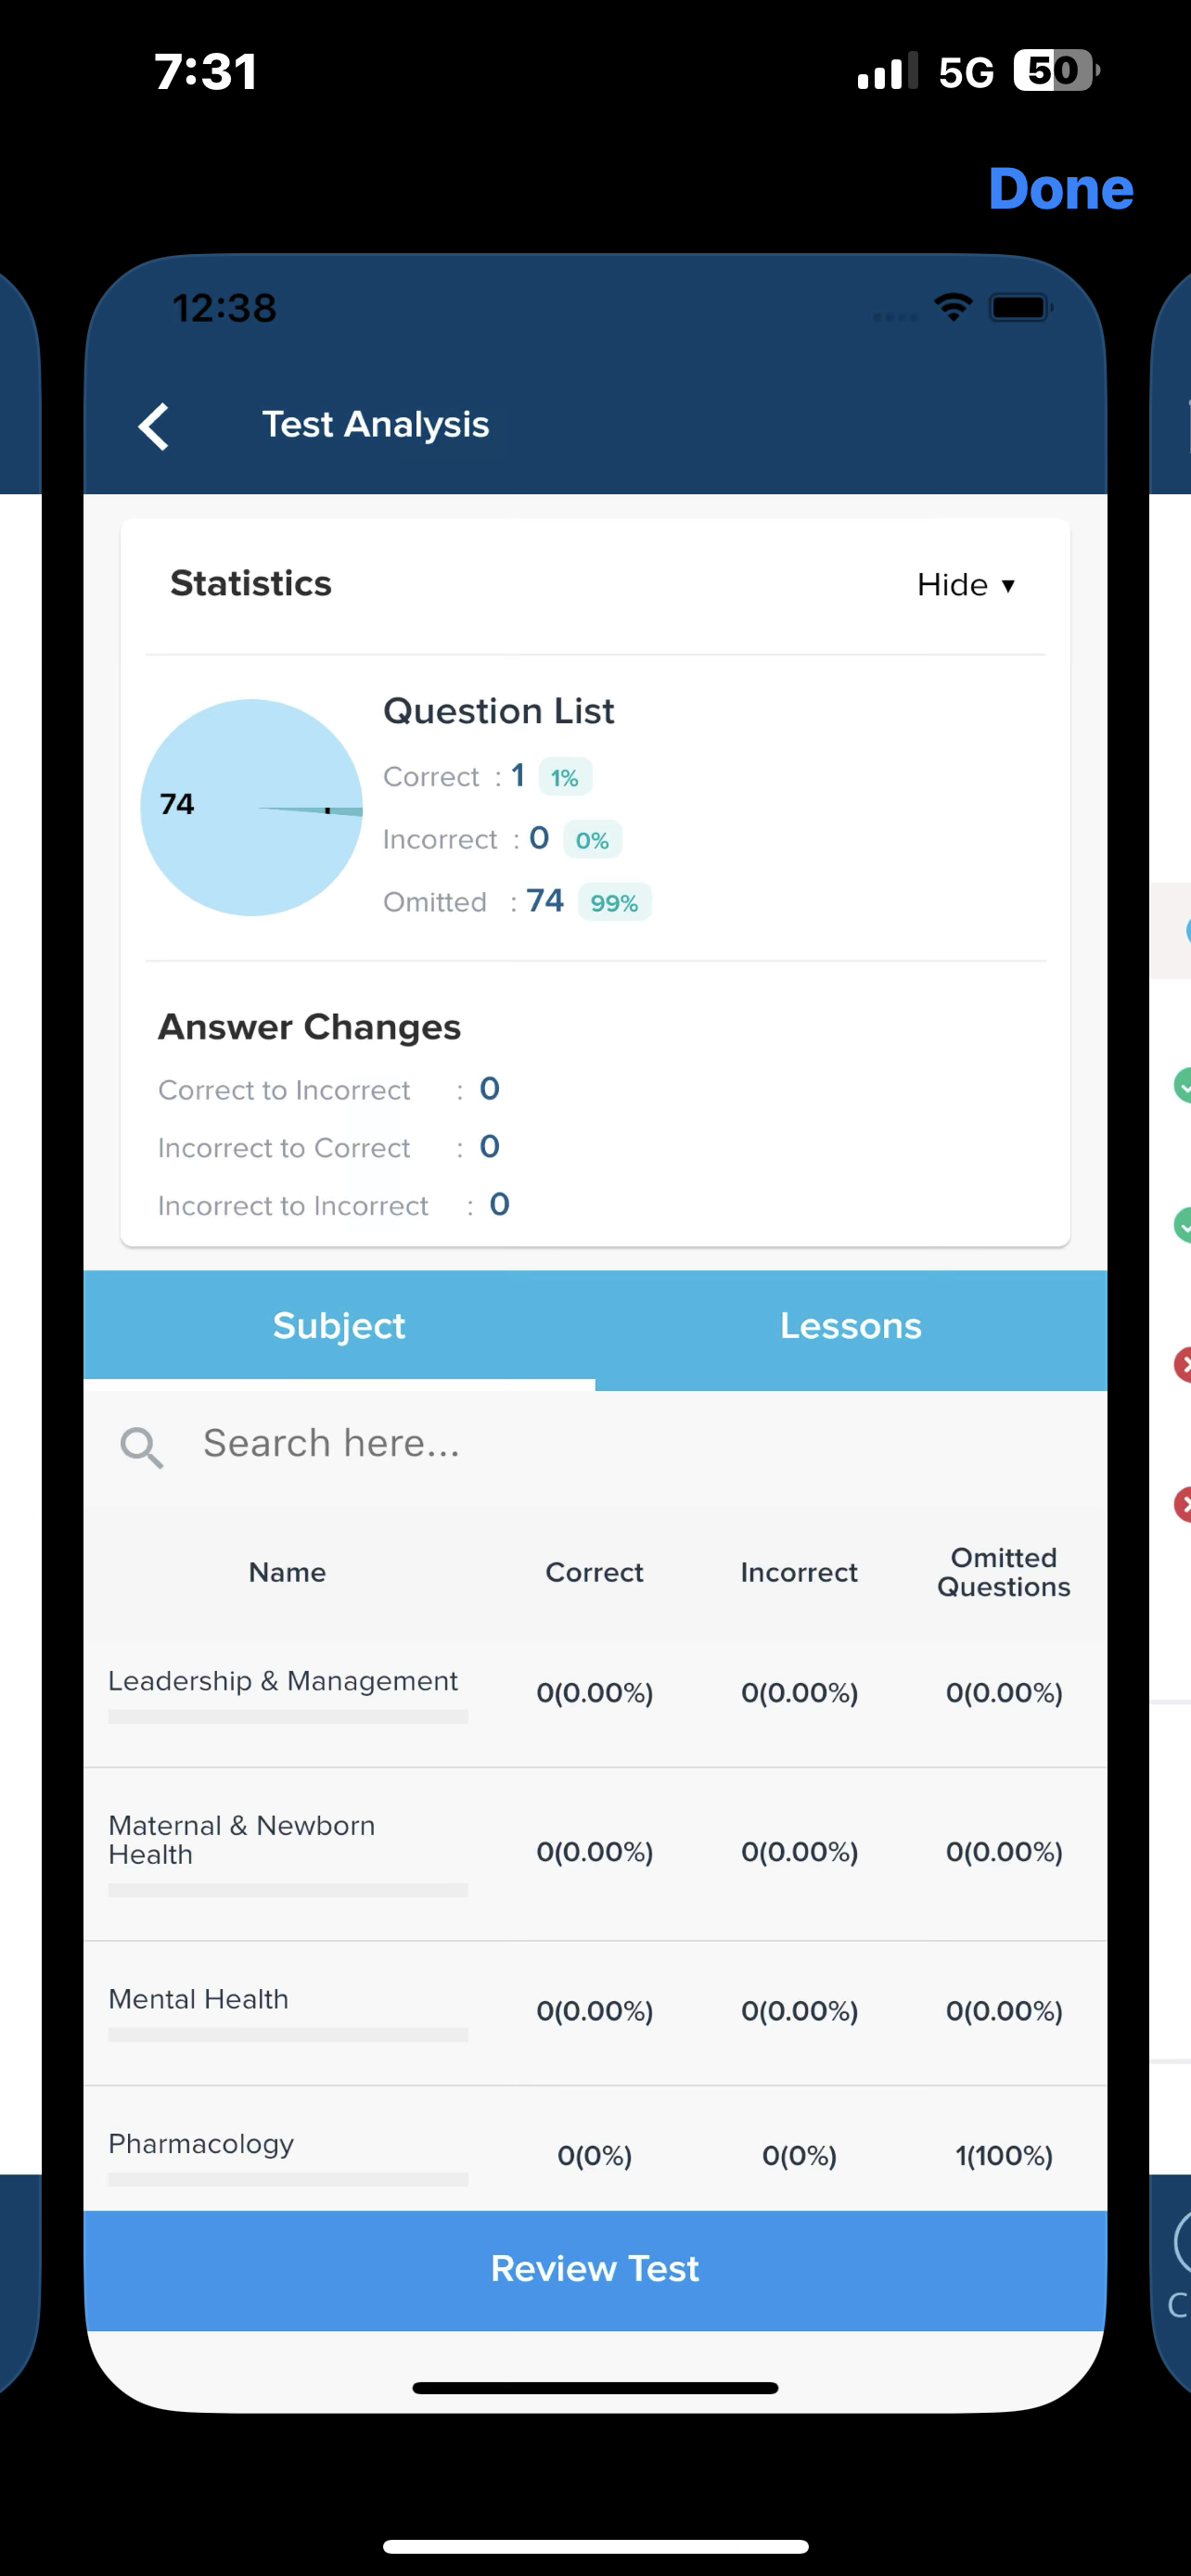 7:31
5G 50
Done
12:38
Test Analysis
Statistics
Hide ▼
Question List
Correct : 1 1%
74
Incorrect : 0 0%
Omitted : 74 99%
Answer Changes
Correct to Incorrect : 0
Incorrect to Correct : 0
Incorrect to Incorrect : 0
Subject Lessons
Search here...
Name Correct Incorrect Omitted
Questions
Leadership & Management 0(0.00%) 0(0.00%) 0(0.00%)
Maternal & Newborn
Health 0(0.00%) 0(0.00%) 0(0.00%)
Mental Health 0(0.00%) 0(0.00%) 0(0.00%)
Pharmacology 0(0%) 0(0%) 1(100%)
Review Test